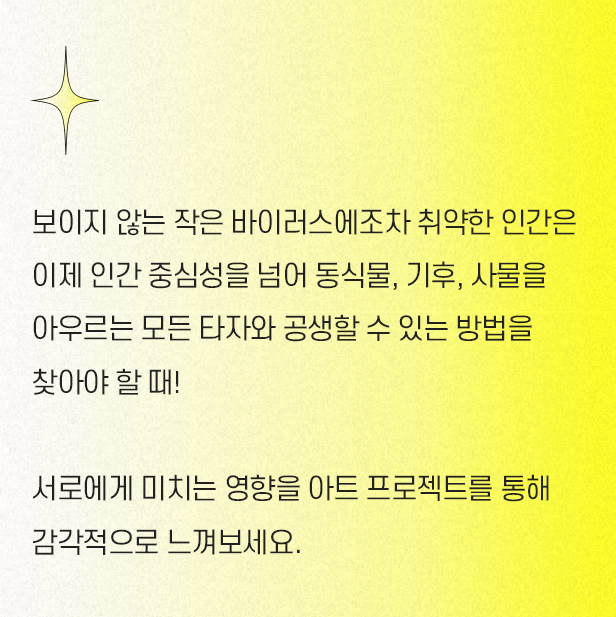 보이지 않는 작은 바이러스에조차 취약한 인간은
이제 인간 중심성을 넘어 동식물, 기후, 사물을
아우르는 모든 타자와 공생할 수 있는 방법을
찾아야 할 때!
서로에게 미치는 영향을 아트 프로젝트를 통해
감각적으로 느껴보세요.